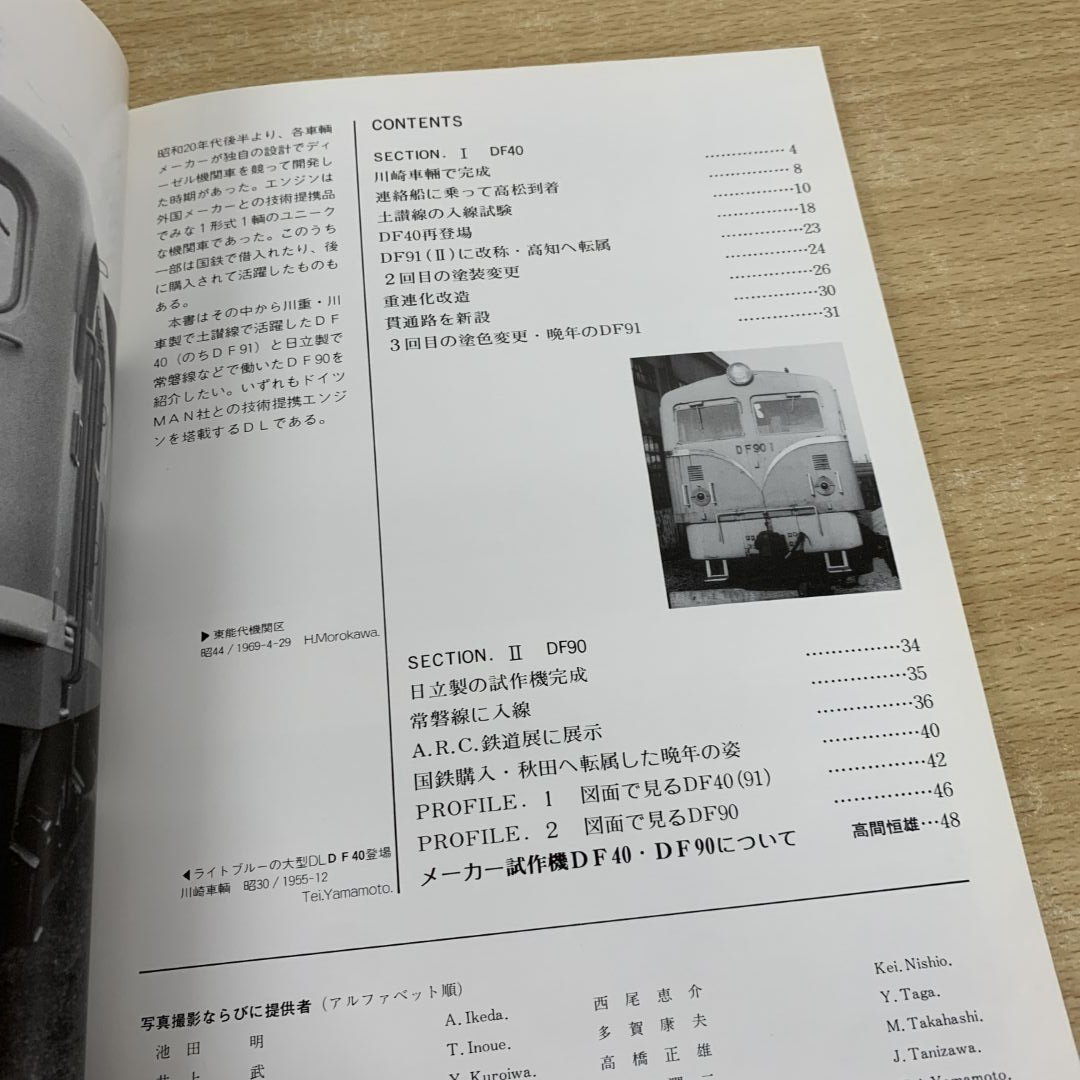 昭和20年代後半より、各車輌
メーカーが独自の設計でディ
ーゼル機関車を競って開発し
た時期があった。エンジンは
外国メーカーとの技術提携品
でみな1形式1輌のユニーク
な機関車であった。このうち
一部は国鉄で借入れたり、後
に購入されて活躍したものも
ある。
本書はその中から川重・川
車製で土讃線で活躍したDF
40（のちDF91）と日立製で
常磐線などで働いたDF90を
紹介したい。いずれもドイツ
MAN社との技術提携エンジ
ンを搭載するDLである。
▶東能代機関区
昭44/1969-4-29 H.Morokawa.
◀ライトブルーの大型DLDF40登場
川崎車輌 昭30/1955-12
Tei.Yamamoto.
CONTENTS
SECTION. Ⅰ DF40
川崎車輌で完成 ……………4
連絡船に乗って高松到着 ……………8
土讃線の入線試験 ……………10
DF40再登場 ……………18
DF91(Ⅱ)に改称・高知へ転属 ……………23
2回目の塗装変更 ……………24
重連化改造 ……………26
貫通路を新設 ……………30
3回目の塗色変更・晩年のDF91 ……………31
DF90 1
SECTION. Ⅱ DF90
日立製の試作機完成 ……………34
常磐線に入線 ……………35
A.R.C.鉄道展に展示 ……………36
国鉄購入・秋田へ転属した晩年の姿 ……………40
PROFILE. 1 図面で見るDF40(91) ……………42
PROFILE. 2 図面で見るDF90 ……………46
メーカー試作機DF40・DF90について 高間恒雄…48
写真撮影ならびに提供者（アルファベット順）
池田 明 A.Ikeda.
井上 武 T.Inoue.
Y.Kuroiwa.
西尾恵介 Kei.Nishio.
多賀康夫 Y.Taga.
高橋正雄 M.Takahashi.
J.Tanizawa.
Yamamoto.